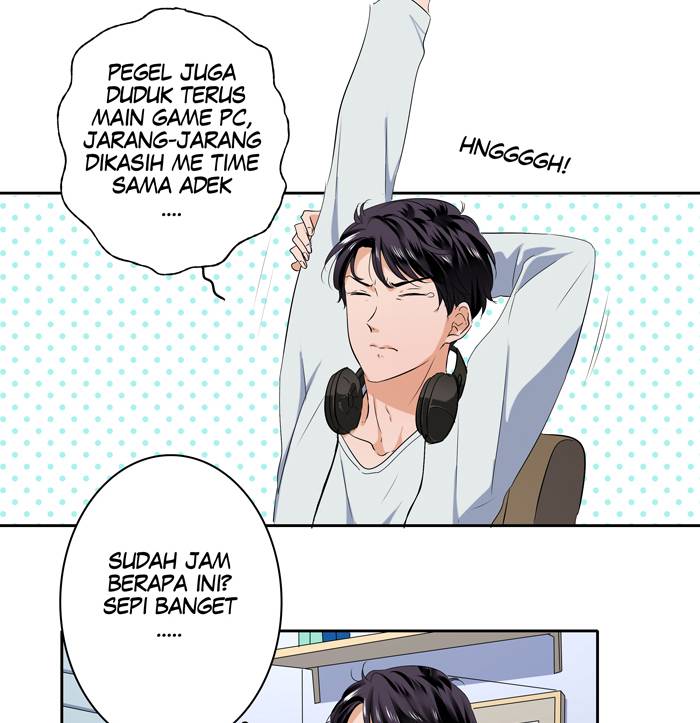 PEGEL JUGA
DUDUK TERUS
MAIN GAME PC,
JARANG-JARANG
DIKASIH ME TIME
SAMA ADEK
....
HNGGGGH!
SUDAH JAM
BERAPA INI?
SEPI BANGET
.....